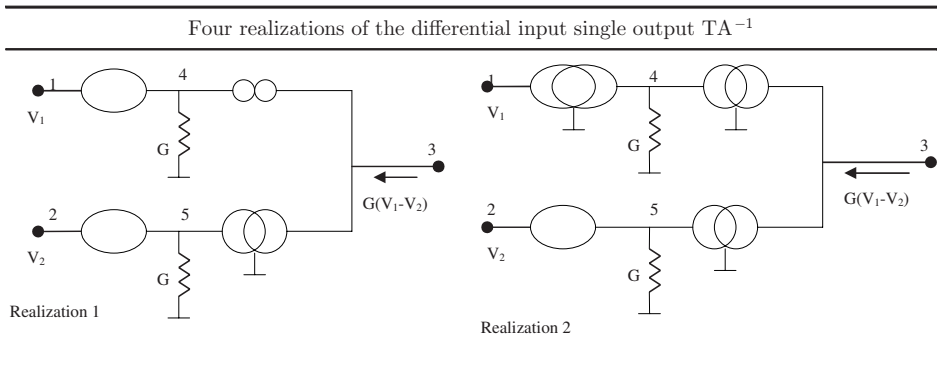 Four realizations of the differential input single output TA⁻¹
1
4
V₁
G
3
G(V₁-V₂)
2
5
V₂
G
Realization 1
1
4
V₁
G
3
G(V₁-V₂)
2
5
V₂
G
Realization 2